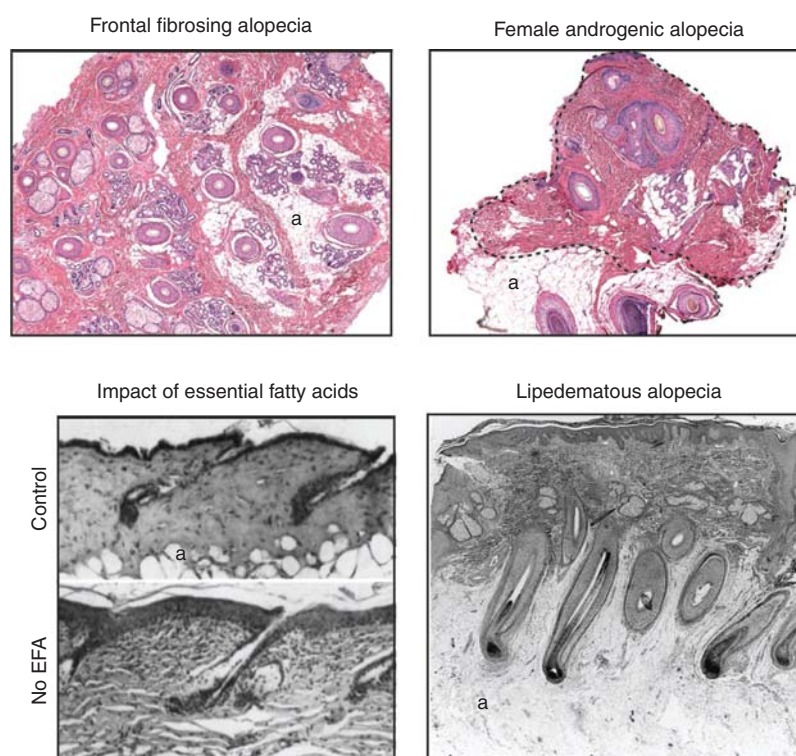 Frontal fibrosing alopecia
Female androgenic alopecia
a
a
Impact of essential fatty acids
Lipedematous alopecia
Control
a
No EFA
a